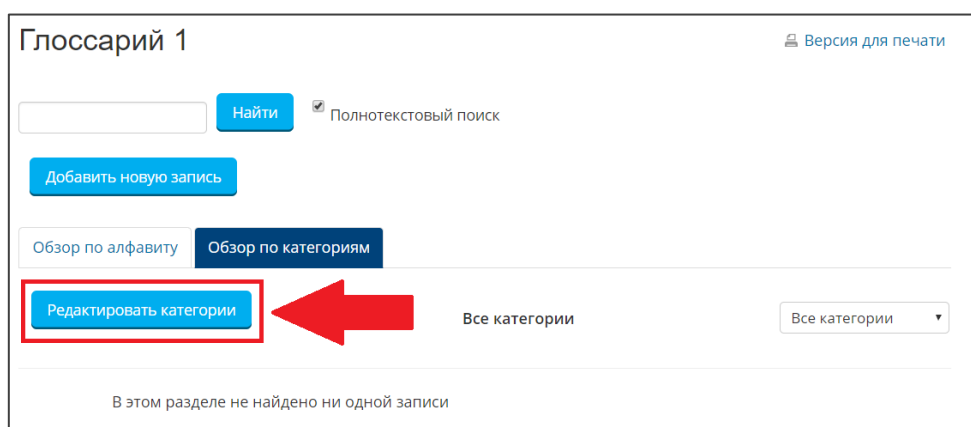 Глоссарий 1
Версия для печати
Найти
Полнотекстовый поиск
Добавить новую запись
Обзор по алфавиту
Обзор по категориям
Редактировать категории
Все категории
Все категории
В этом разделе не найдено ни одной записи